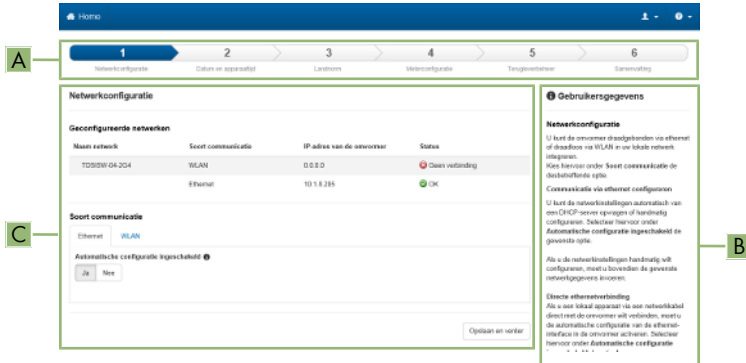 Home
A
1 2 3 4 5 6
Netwerkconfiguratie Datum en apparaattijd Landnorm Meterconfiguratie Teruglverbeheer Samenvatting
Netwerkconfiguratie
Geconfigureerde netwerken
Naam netwerk Soort communicatie IP-adres van de omvormer Status
TDSISW-04-2G4 WLAN 0.0.0.0 Geen verbinding
Ethernet 10.1.8.285 OK
C
Soort communicatie
Ethernet WLAN
Automatische configuratie ingeschakeld
Ja Nee
Opslaan en verder
Gebruikersgegevens
Netwerkconfiguratie
U kunt de omvormer draadgebonden via ethernet
of draadloos via WLAN in uw lokale netwerk
integreren.
Kies hiervoor onder Soort communicatie de
desbetreffende optie.
Communicatie via ethernet configureren
U kunt de netwerkinstellingen automatisch van
een DHCP-server opvragen of handmatig
configureren. Selecteer hiervoor onder
Automatische configuratie ingeschakeld de
gewenste optie.
B
Als u de netwerkinstellingen handmatig wilt
configureren, moet u bovendien de gewenste
netwerkgegevens invoeren.
Directe ethernetverbinding
Als u een lokaal apparaat via een netwerkkabel
direct met de omvormer wilt verbinden, moet u
de automatische configuratie van de ethernet-
interface in de omvormer activeren. Selecteer
hiervoor onder Automatische configuratie